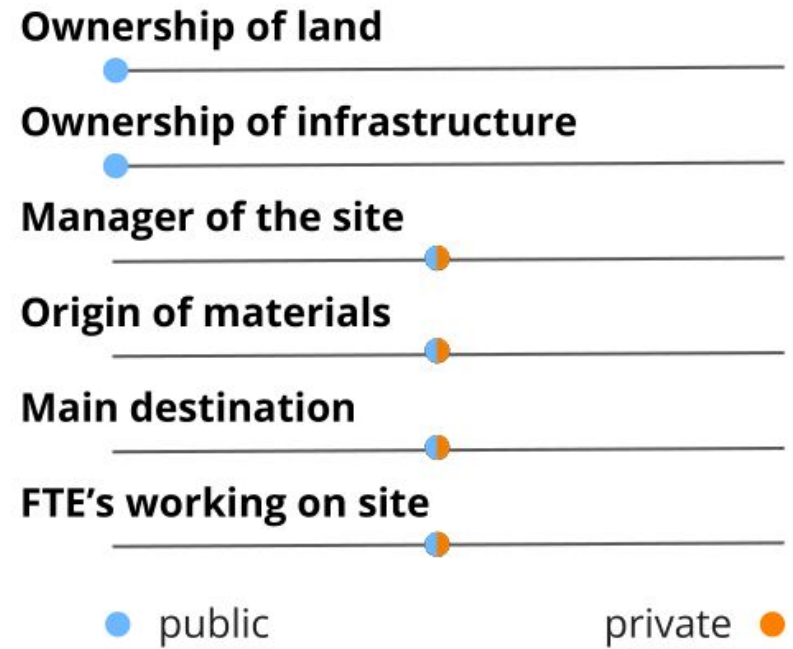 Ownership of land
Ownership of infrastructure
Manager of the site
Origin of materials
Main destination
FTE’s working on site
public private